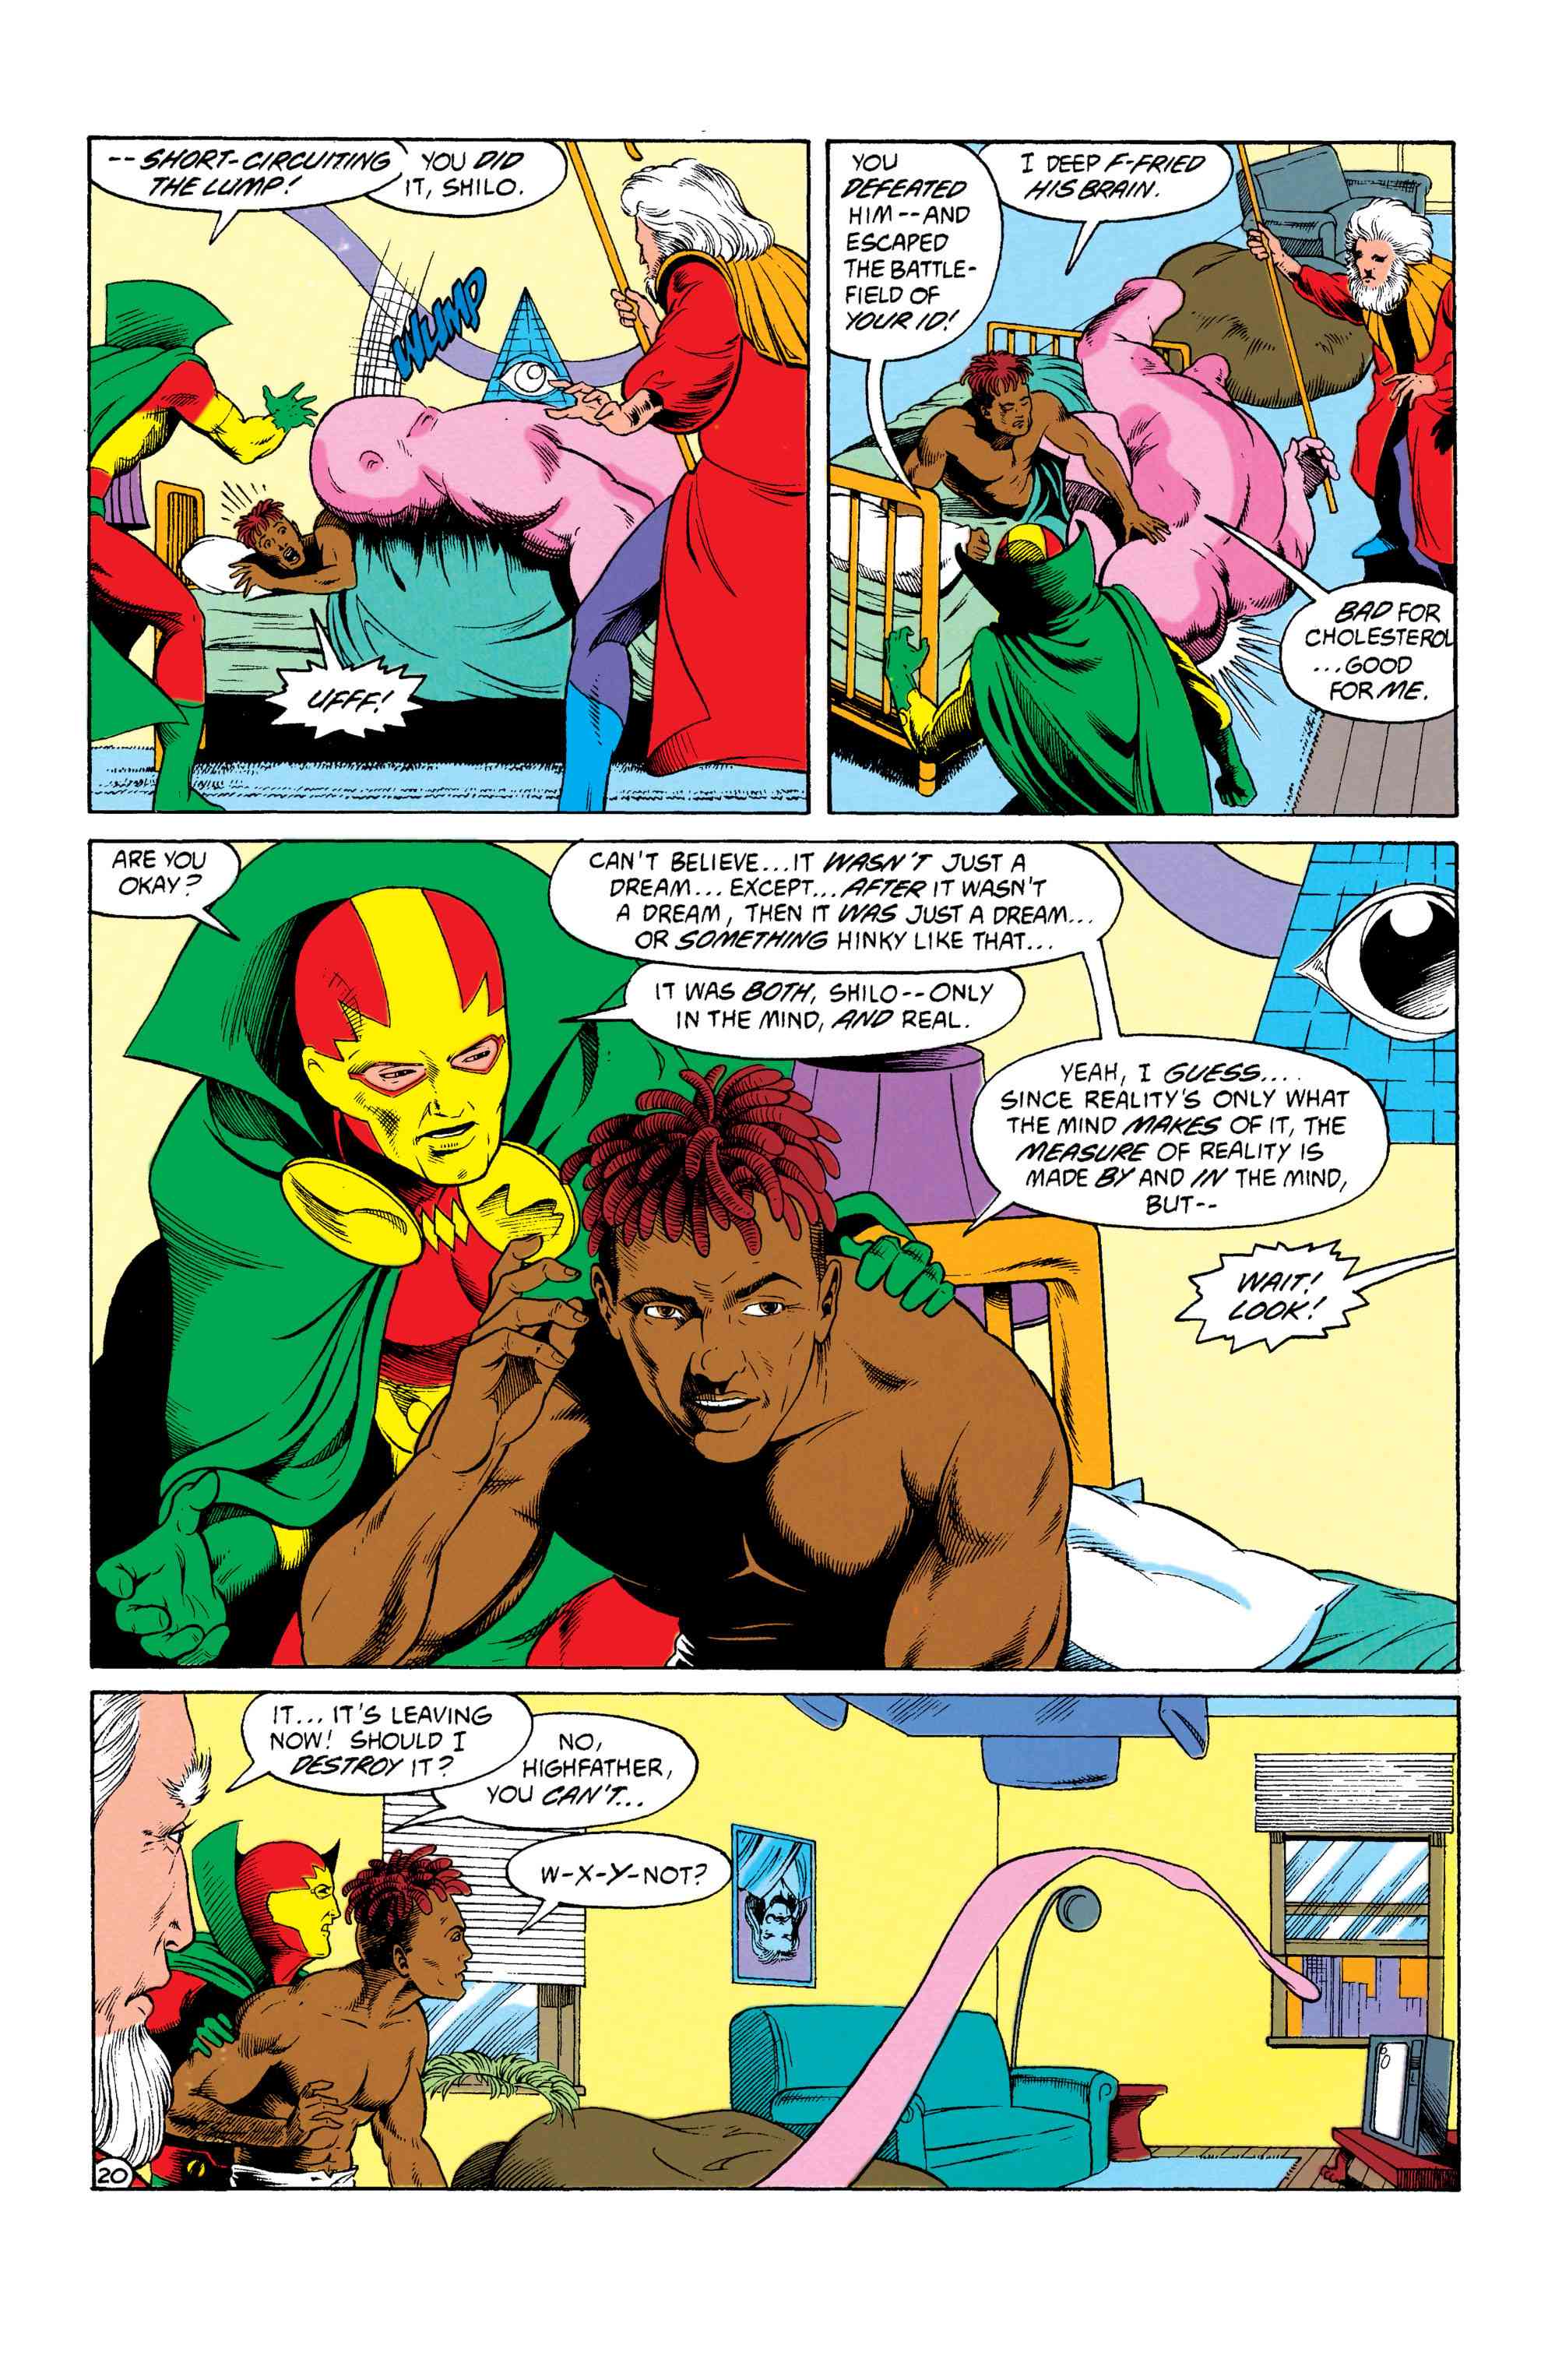 -- SHORT-CIRCUITING
THE LUMP!
YOU DID
IT, SHILO.
WUMP
UFFF!
YOU
DEFEATED
HIM--AND
ESCAPED
THE BATTLE-
FIELD OF
YOUR ID!
I DEEP F-FRIED
HIS BRAIN.
BAD FOR
CHOLESTEROL
...GOOD
FOR ME.
ARE YOU
OKAY?
CAN'T BELIEVE...IT WASN'T JUST A
DREAM... EXCEPT... AFTER IT WASN'T
A DREAM, THEN IT WAS JUST A DREAM...
OR SOMETHING HINKY LIKE THAT...
IT WAS BOTH, SHILO--ONLY
IN THE MIND, AND REAL.
YEAH, I GUESS....
SINCE REALITY'S ONLY WHAT
THE MIND MAKES OF IT, THE
MEASURE OF REALITY IS
MADE BY AND IN THE MIND,
BUT--
WAIT!
LOOK!
IT... IT'S LEAVING
NOW! SHOULD I
DESTROY IT?
NO,
HIGHFATHER,
YOU CAN'T...
W-X-Y-NOT?
20